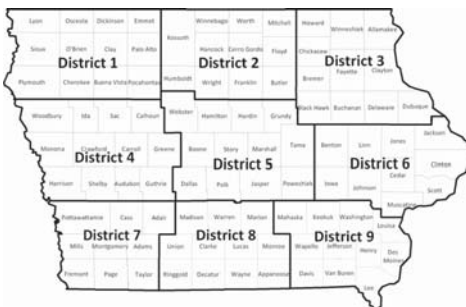 Lyon Osceola Dickinson Emmet Winnebago Worth Mitchell Howard Winneshiek Allamakee
Kossuth
Sioux O'Brien Clay Palo Alto Hancock Cerro Gordo Floyd Chickasaw
District 1 District 2 District 3
Fayette Clayton
Bremer
Plymouth Cherokee Buena Vista Pocahontas Humboldt Wright Franklin Butler
Black Hawk Buchanan Delaware Dubuque
Woodbury Ida Sac Calhoun Webster Hamilton Hardin Grundy
Jackson
Monona Crawford Carroll Greene Boone Story Marshall Tama Benton Linn Jones
District 4 District 5 District 6
Clinton
Cedar
Harrison Shelby Audubon Guthrie Dallas Polk Jasper Poweshiek Iowa Johnson Scott
Muscatine
Pottawattamie Cass Adair Madison Warren Marion Mahaska Keokuk Washington
Louisa
District 7 District 8 District 9
Mills Montgomery Adams Union Clarke Lucas Monroe Wapello Jefferson Henry Des Moines
Fremont Page Taylor Ringgold Decatur Wayne Appanoose Davis Van Buren
Lee